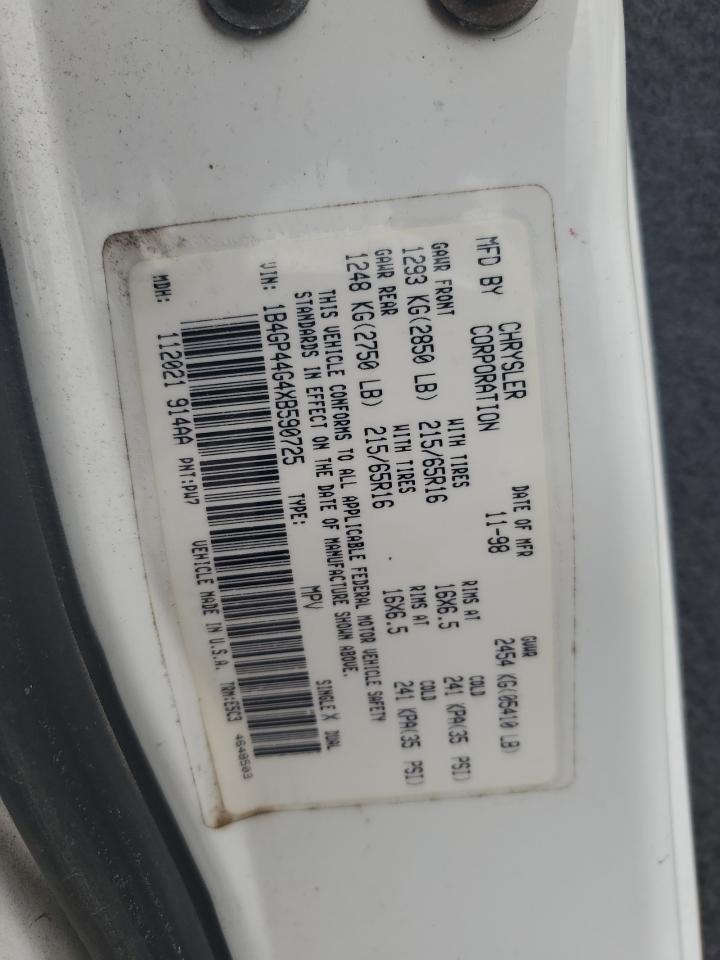 MFD BY CHRYSLER CORPORATION DATE OF MFR 11-98 GVWR 2454 KG(05410 LB)
GAWR FRONT WITH TIRES RIMS AT COLD
1293 KG(2850 LB) 215/65R16 16X6.5 241 KPA(35 PSI)
GAWR REAR WITH TIRES RIMS AT COLD
1248 KG(2750 LB) 215/65R16 16X6.5 241 KPA(35 PSI)
THIS VEHICLE CONFORMS TO ALL APPLICABLE FEDERAL MOTOR VEHICLE SAFETY
STANDARDS IN EFFECT ON THE DATE OF MANUFACTURE SHOWN ABOVE.
VIN: 1B4GP44G4XB590725 TYPE: MPV SINGLE X DUAL
MDH: 112021 914AA PNT:PW7 VEHICLE MADE IN U.S.A. TRM:E5C3 4648503